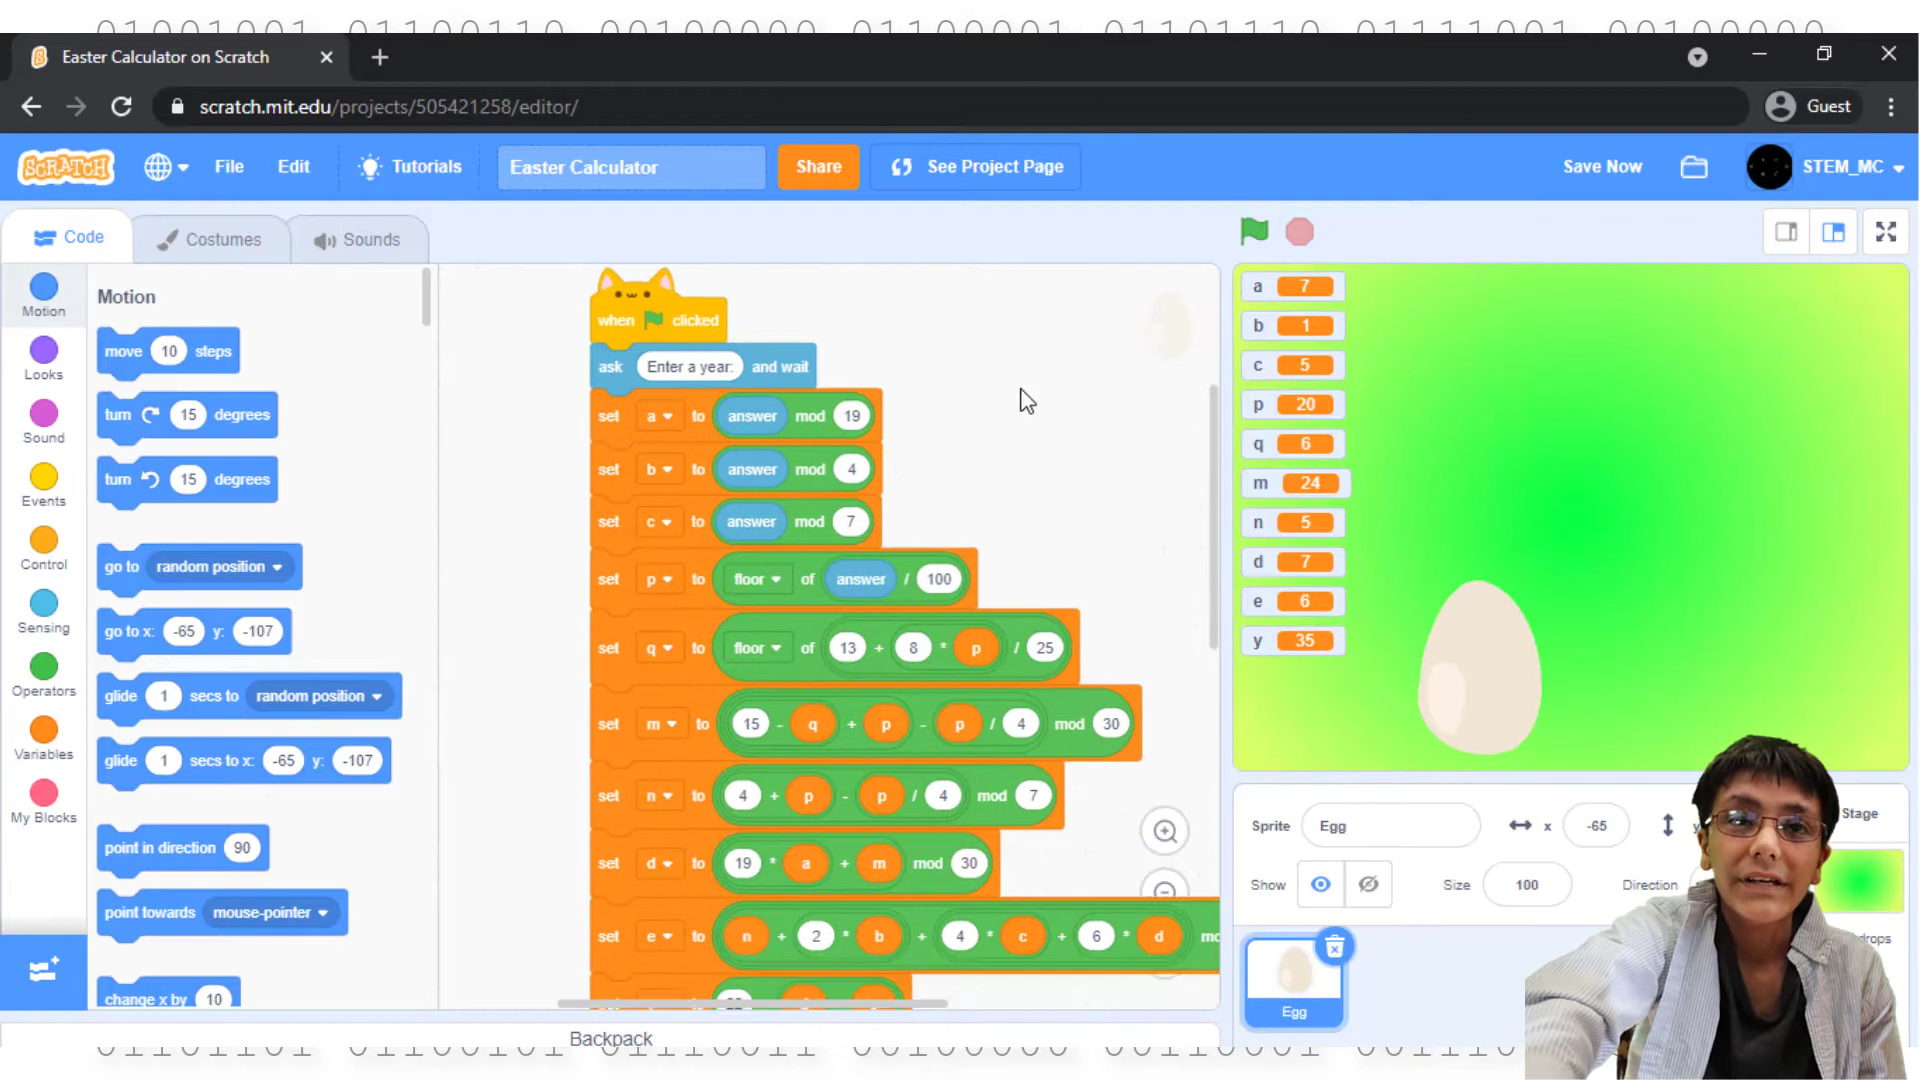 Easter Calculator on Scratch
scratch.mit.edu/projects/505421258/editor/
Guest
SCRATCH
File
Edit
Tutorials
Easter Calculator
Share
See Project Page
Save Now
STEM_MC
Code
Costumes
Sounds
Motion
Looks
Sound
Events
Control
Sensing
Operators
Variables
My Blocks
Motion
move 10 steps
turn 15 degrees
turn 15 degrees
go to random position
go to x: -65 y: -107
glide 1 secs to random position
glide 1 secs to x: -65 y: -107
point in direction 90
point towards mouse-pointer
change x by 10
when clicked
ask Enter a year: and wait
set a to answer mod 19
set b to answer mod 4
set c to answer mod 7
set p to floor of answer / 100
set q to floor of 13 + 8 * p / 25
set m to 15 - q + p - p / 4 mod 30
set n to 4 + p - p / 4 mod 7
set d to 19 * a + m mod 30
set e to n + 2 * b + 4 * c + 6 * d
Backpack
a 7
b 1
c 5
p 20
q 6
m 24
n 5
d 7
e 6
y 35
Sprite Egg x -65 y
Show Size 100 Direction
Egg
Stage